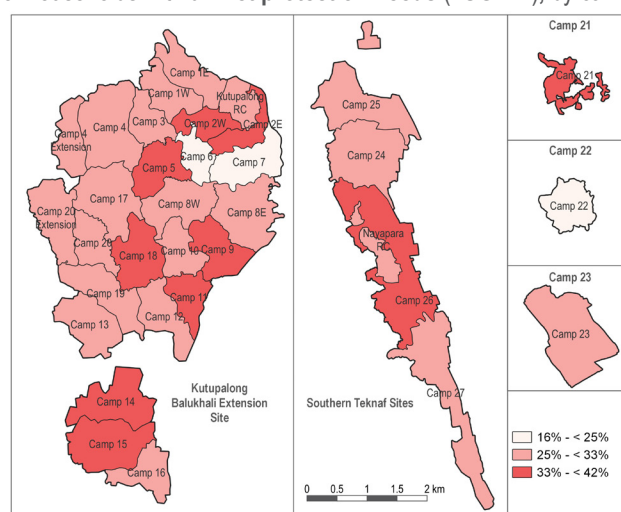 Camp 1E
Camp 1W
Kutupalong
RC
Camp 2W
Camp 2E
Camp 3
Camp 4
Camp 4
Extension
Camp 5
Camp 6
Camp 7
Camp 17
Camp 8W
Camp 8E
Camp 20
Extension
Camp 20
Camp 18
Camp 10
Camp 9
Camp 19
Camp 11
Camp 12
Camp 13
Camp 14
Camp 15
Camp 16
Kutupalong
Balukhali Extension
Site
Camp 25
Camp 24
Nayapara
RC
Camp 26
Camp 27
Southern Teknaf Sites
0 0.5 1 2 km
Camp 21
Camp 21
Camp 22
Camp 22
Camp 23
Camp 23
16% - < 25%
25% - < 33%
33% - < 42%